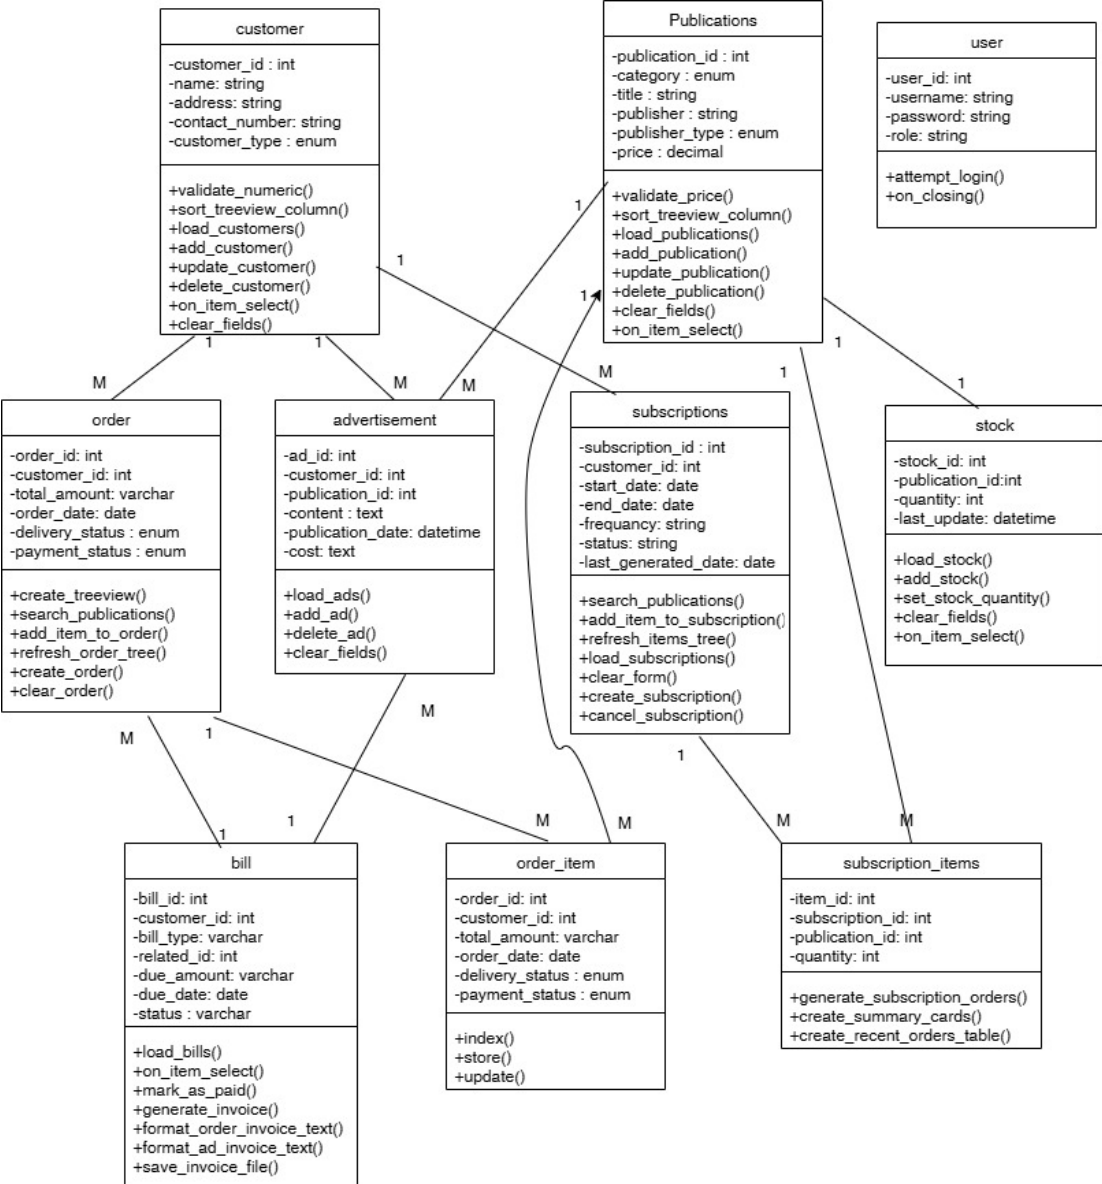 customer
-customer_id : int
-name: string
-address: string
-contact_number: string
-customer_type : enum
+validate_numeric()
+sort_treeview_column()
+load_customers()
+add_customer()
+update_customer()
+delete_customer()
+on_item_select()
+clear_fields()
Publications
-publication_id : int
-category : enum
-title : string
-publisher : string
-publisher_type : enum
-price : decimal
+validate_price()
+sort_treeview_column()
+load_publications()
+add_publication()
+update_publication()
+delete_publication()
+clear_fields()
+on_item_select()
user
-user_id: int
-username: string
-password: string
-role: string
+attempt_login()
+on_closing()
1
1
1
1
1
1
1
M
M
M
M
1
order
-order_id: int
-customer_id: int
-total_amount: varchar
-order_date: date
-delivery_status : enum
-payment_status : enum
+create_treeview()
+search_publications()
+add_item_to_order()
+refresh_order_tree()
+create_order()
+clear_order()
advertisement
-ad_id: int
-customer_id: int
-publication_id: int
-content : text
-publication_date: datetime
-cost: text
+load_ads()
+add_ad()
+delete_ad()
+clear_fields()
subscriptions
-subscription_id : int
-customer_id: int
-start_date: date
-end_date: date
-frequancy: string
-status: string
-last_generated_date: date
+search_publications()
+add_item_to_subscription()
+refresh_items_tree()
+load_subscriptions()
+clear_form()
+create_subscription()
+cancel_subscription()
stock
-stock_id: int
-publication_id:int
-quantity: int
-last_update: datetime
+load_stock()
+add_stock()
+set_stock_quantity()
+clear_fields()
+on_item_select()
M
1
M
1
1
1
M
M
M
M
bill
-bill_id: int
-customer_id: int
-bill_type: varchar
-related_id: int
-due_amount: varchar
-due_date: date
-status : varchar
+load_bills()
+on_item_select()
+mark_as_paid()
+generate_invoice()
+format_order_invoice_text()
+format_ad_invoice_text()
+save_invoice_file()
order_item
-order_id: int
-customer_id: int
-total_amount: varchar
-order_date: date
-delivery_status : enum
-payment_status : enum
+index()
+store()
+update()
subscription_items
-item_id: int
-subscription_id: int
-publication_id: int
-quantity: int
+generate_subscription_orders()
+create_summary_cards()
+create_recent_orders_table()